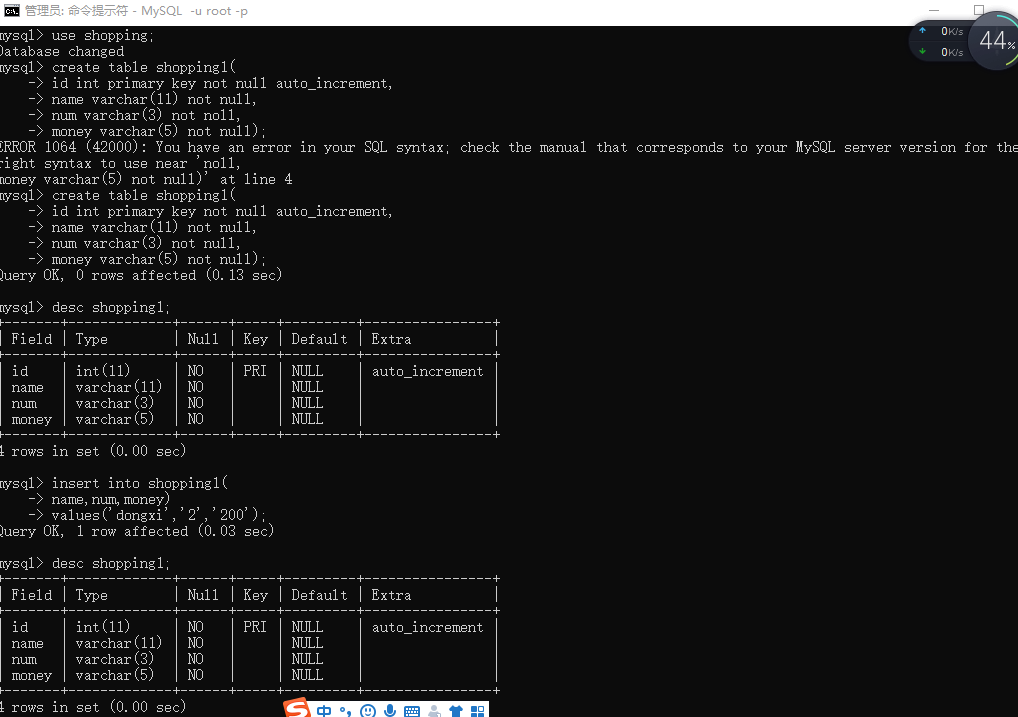 管理员: 命令提示符 - MySQL -u root -p
mysql> use shopping;
Database changed
mysql> create table shopping1(
    -> id int primary key not null auto_increment,
    -> name varchar(11) not null,
    -> num varchar(3) not noll,
    -> money varchar(5) not null);
ERROR 1064 (42000): You have an error in your SQL syntax; check the manual that corresponds to your MySQL server version for the
right syntax to use near 'noll,
money varchar(5) not null)' at line 4
mysql> create table shopping1(
    -> id int primary key not null auto_increment,
    -> name varchar(11) not null,
    -> num varchar(3) not null,
    -> money varchar(5) not null);
Query OK, 0 rows affected (0.13 sec)
mysql> desc shopping1;
| Field | Type | Null | Key | Default | Extra |
| id | int(11) | NO | PRI | NULL | auto_increment |
| name | varchar(11) | NO | | NULL | |
| num | varchar(3) | NO | | NULL | |
| money | varchar(5) | NO | | NULL | |
4 rows in set (0.00 sec)
mysql> insert into shopping1(
    -> name,num,money)
    -> values('dongxi','2','200');
Query OK, 1 row affected (0.03 sec)
mysql> desc shopping1;
| Field | Type | Null | Key | Default | Extra |
| id | int(11) | NO | PRI | NULL | auto_increment |
| name | varchar(11) | NO | | NULL | |
| num | varchar(3) | NO | | NULL | |
| money | varchar(5) | NO | | NULL | |
4 rows in set (0.00 sec)
0K/s
0K/s
44%
S 中